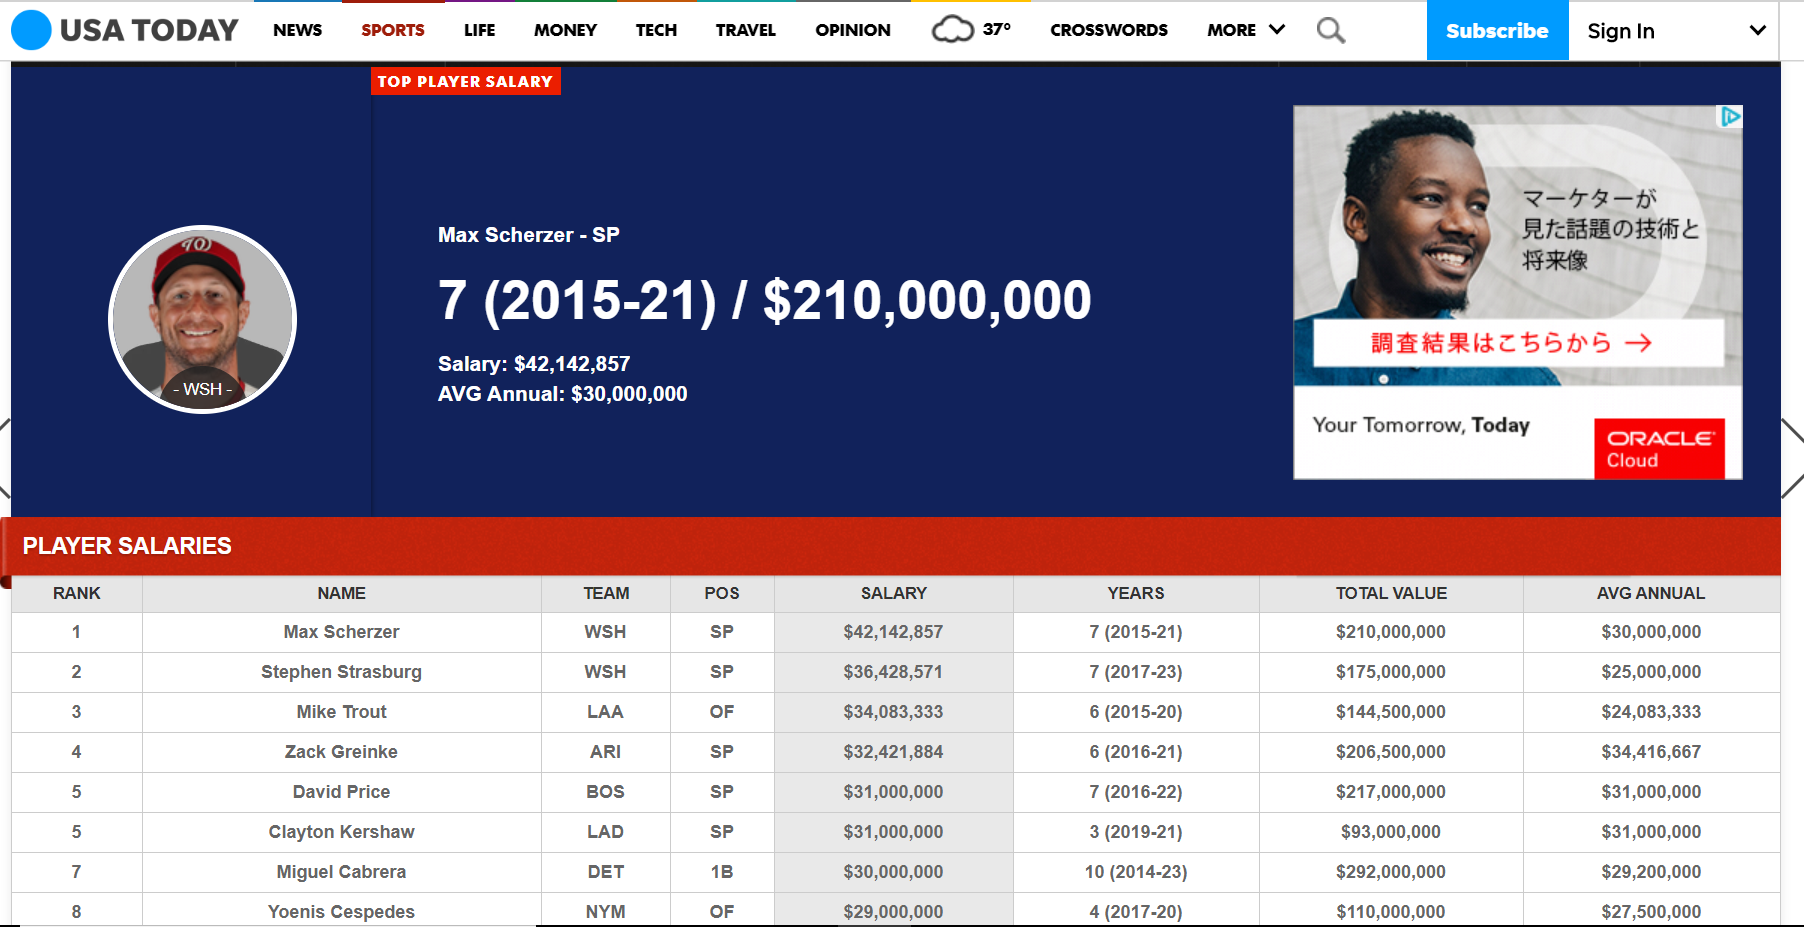 USA TODAY NEWS SPORTS LIFE MONEY TECH TRAVEL OPINION 37° CROSSWORDS MORE Subscribe Sign In
TOP PLAYER SALARY
Max Scherzer - SP
7 (2015-21) / $210,000,000
Salary: $42,142,857
AVG Annual: $30,000,000
- WSH -
マーケターが
見た話題の技術と
将来像
調査結果はこちらから →
Your Tomorrow, Today
ORACLE
Cloud
PLAYER SALARIES
RANK NAME TEAM POS SALARY YEARS TOTAL VALUE AVG ANNUAL
1 Max Scherzer WSH SP $42,142,857 7 (2015-21) $210,000,000 $30,000,000
2 Stephen Strasburg WSH SP $36,428,571 7 (2017-23) $175,000,000 $25,000,000
3 Mike Trout LAA OF $34,083,333 6 (2015-20) $144,500,000 $24,083,333
4 Zack Greinke ARI SP $32,421,884 6 (2016-21) $206,500,000 $34,416,667
5 David Price BOS SP $31,000,000 7 (2016-22) $217,000,000 $31,000,000
5 Clayton Kershaw LAD SP $31,000,000 3 (2019-21) $93,000,000 $31,000,000
7 Miguel Cabrera DET 1B $30,000,000 10 (2014-23) $292,000,000 $29,200,000
8 Yoenis Cespedes NYM OF $29,000,000 4 (2017-20) $110,000,000 $27,500,000